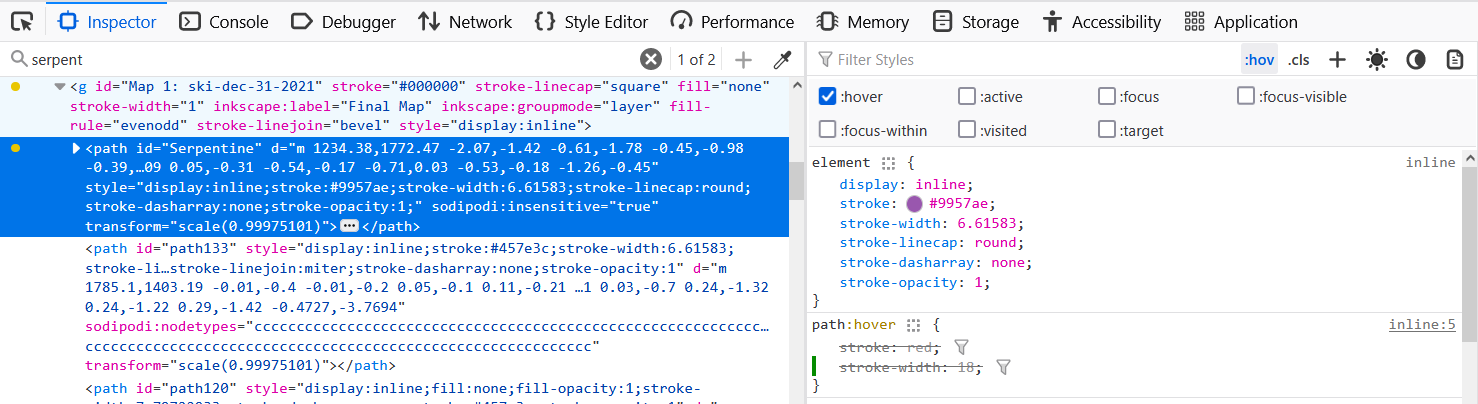 Inspector Console Debugger Network Style Editor Performance Memory Storage Accessibility Application
serpent 1 of 2
<g id="Map 1: ski-dec-31-2021" stroke="#000000" stroke-linecap="square" fill="none"
stroke-width="1" inkscape:label="Final Map" inkscape:groupmode="layer" fill-
rule="evenodd" stroke-linejoin="bevel" style="display:inline">
<path id="Serpentine" d="m 1234.38,1772.47 -2.07,-1.42 -0.61,-1.78 -0.45,-0.98
-0.39,…09 0.05,-0.31 -0.54,-0.17 -0.71,0.03 -0.53,-0.18 -1.26,-0.45"
style="display:inline;stroke:#9957ae;stroke-width:6.61583;stroke-linecap:round;
stroke-dasharray:none;stroke-opacity:1;" sodipodi:insensitive="true"
transform="scale(0.99975101)"></path>
<path id="path133" style="display:inline;stroke:#457e3c;stroke-width:6.61583;
stroke-li…stroke-linejoin:miter;stroke-dasharray:none;stroke-opacity:1" d="m
1785.1,1403.19 -0.01,-0.4 -0.01,-0.2 0.05,-0.1 0.11,-0.21 …1 0.03,-0.7 0.24,-1.32
0.24,-1.22 0.29,-1.42 -0.4727,-3.7694"
transform="scale(0.99975101)"></path>
<path id="path120" style="display:inline;fill:none;fill-opacity:1;stroke-
Filter Styles :hov .cls
:hover :active :focus :focus-visible
:focus-within :visited :target
element { inline
display: inline;
stroke: #9957ae;
stroke-width: 6.61583;
stroke-linecap: round;
stroke-dasharray: none;
stroke-opacity: 1;
}
path:hover { inline:5
stroke: red;
stroke-width: 18;
}